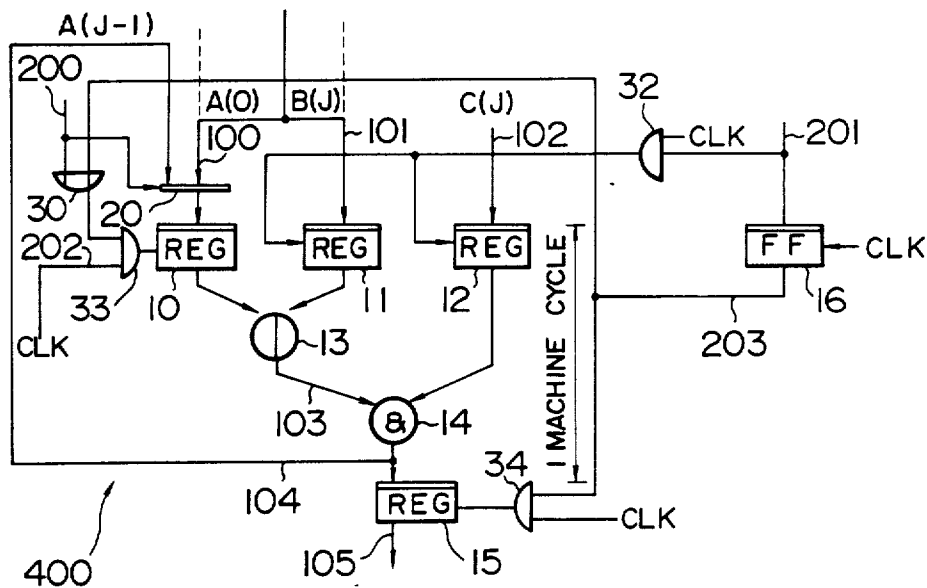 A(J-1)
200
A(0)
B(J)
C(J)
32
CLK
201
100
101
102
30
20
202
REG
REG
REG
FF
CLK
33
10
11
12
16
CLK
13
203
1 MACHINE CYCLE
103
&
14
104
34
REG
CLK
400
105
15